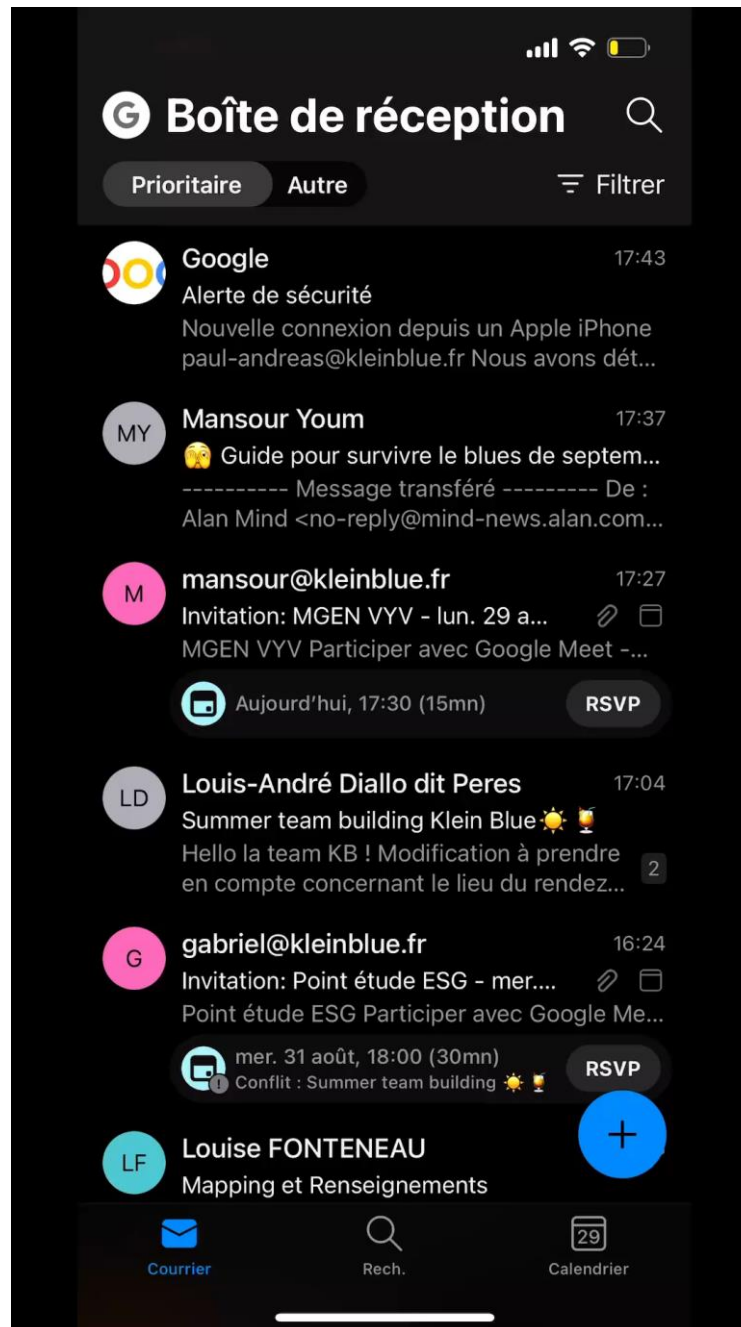 G Boîte de réception
Prioritaire Autre Filtrer
Google 17:43
Alerte de sécurité
Nouvelle connexion depuis un Apple iPhone
paul-andreas@kleinblue.fr Nous avons dét...
MY Mansour Youm 17:37
🫣 Guide pour survivre le blues de septem...
---------- Message transféré --------- De :
Alan Mind <no-reply@mind-news.alan.com...
M mansour@kleinblue.fr 17:27
Invitation: MGEN VYV - lun. 29 a...
MGEN VYV Participer avec Google Meet -...
Aujourd'hui, 17:30 (15mn) RSVP
LD Louis-André Diallo dit Peres 17:04
Summer team building Klein Blue☀️ 🍹
Hello la team KB ! Modification à prendre
en compte concernant le lieu du rendez... 2
G gabriel@kleinblue.fr 16:24
Invitation: Point étude ESG - mer....
Point étude ESG Participer avec Google Me...
mer. 31 août, 18:00 (30mn) RSVP
Conflit : Summer team building ☀️ 🍹
LF Louise FONTENEAU
Mapping et Renseignements
29
Courrier Rech. Calendrier